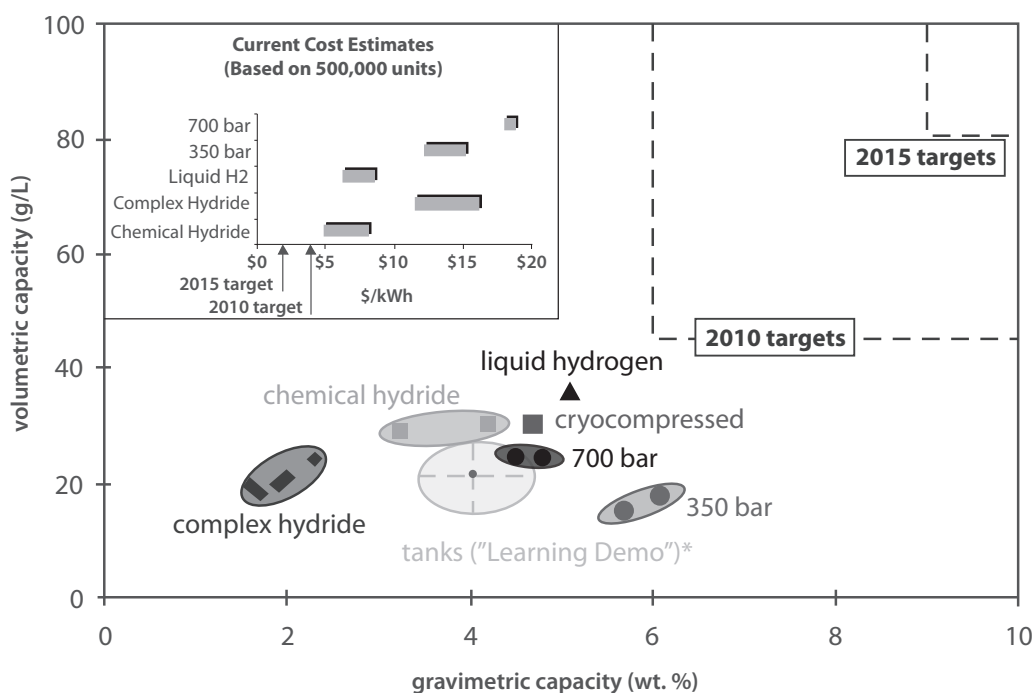 100
80
60
40
20
0
volumetric capacity (g/L)
Current Cost Estimates
(Based on 500,000 units)
700 bar
350 bar
Liquid H2
Complex Hydride
Chemical Hydride
$0
$5
$10
$15
$20
2015 target
2010 target
$/kWh
2015 targets
2010 targets
liquid hydrogen
chemical hydride
cryocompressed
700 bar
350 bar
complex hydride
tanks ("Learning Demo")*
0
2
4
6
8
10
gravimetric capacity (wt. %)